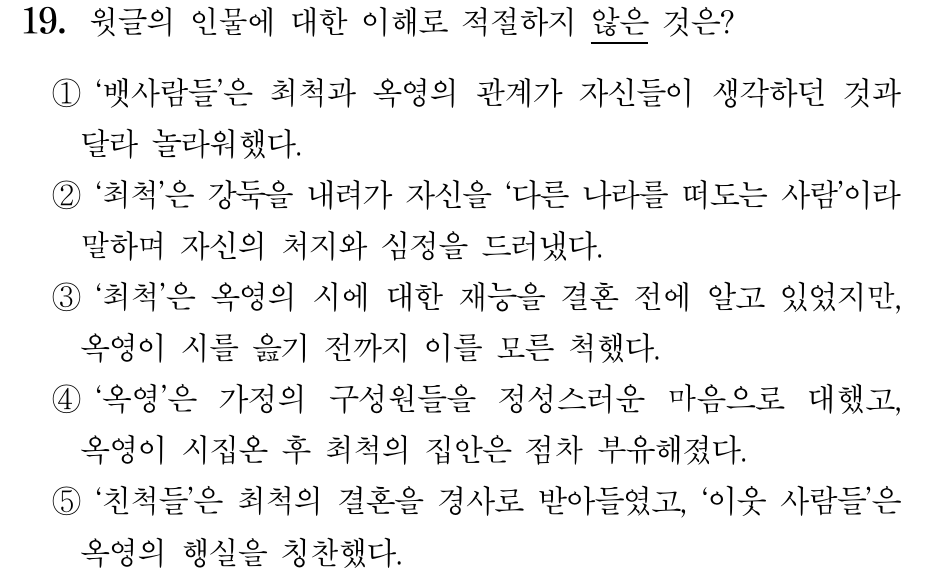 19. 윗글의 인물에 대한 이해로 적절하지 않은 것은?
① ‘뱃사람들’은 최척과 옥영의 관계가 자신들이 생각하던 것과
달라 놀라워했다.
② ‘최척’은 강둑을 내려가 자신을 ‘다른 나라를 떠도는 사람’이라
말하며 자신의 처지와 심정을 드러냈다.
③ ‘최척’은 옥영의 시에 대한 재능을 결혼 전에 알고 있었지만,
옥영이 시를 읊기 전까지 이를 모른 척했다.
④ ‘옥영’은 가정의 구성원들을 정성스러운 마음으로 대했고,
옥영이 시집온 후 최척의 집안은 점차 부유해졌다.
⑤ ‘친척들’은 최척의 결혼을 경사로 받아들였고, ‘이웃 사람들’은
옥영의 행실을 칭찬했다.